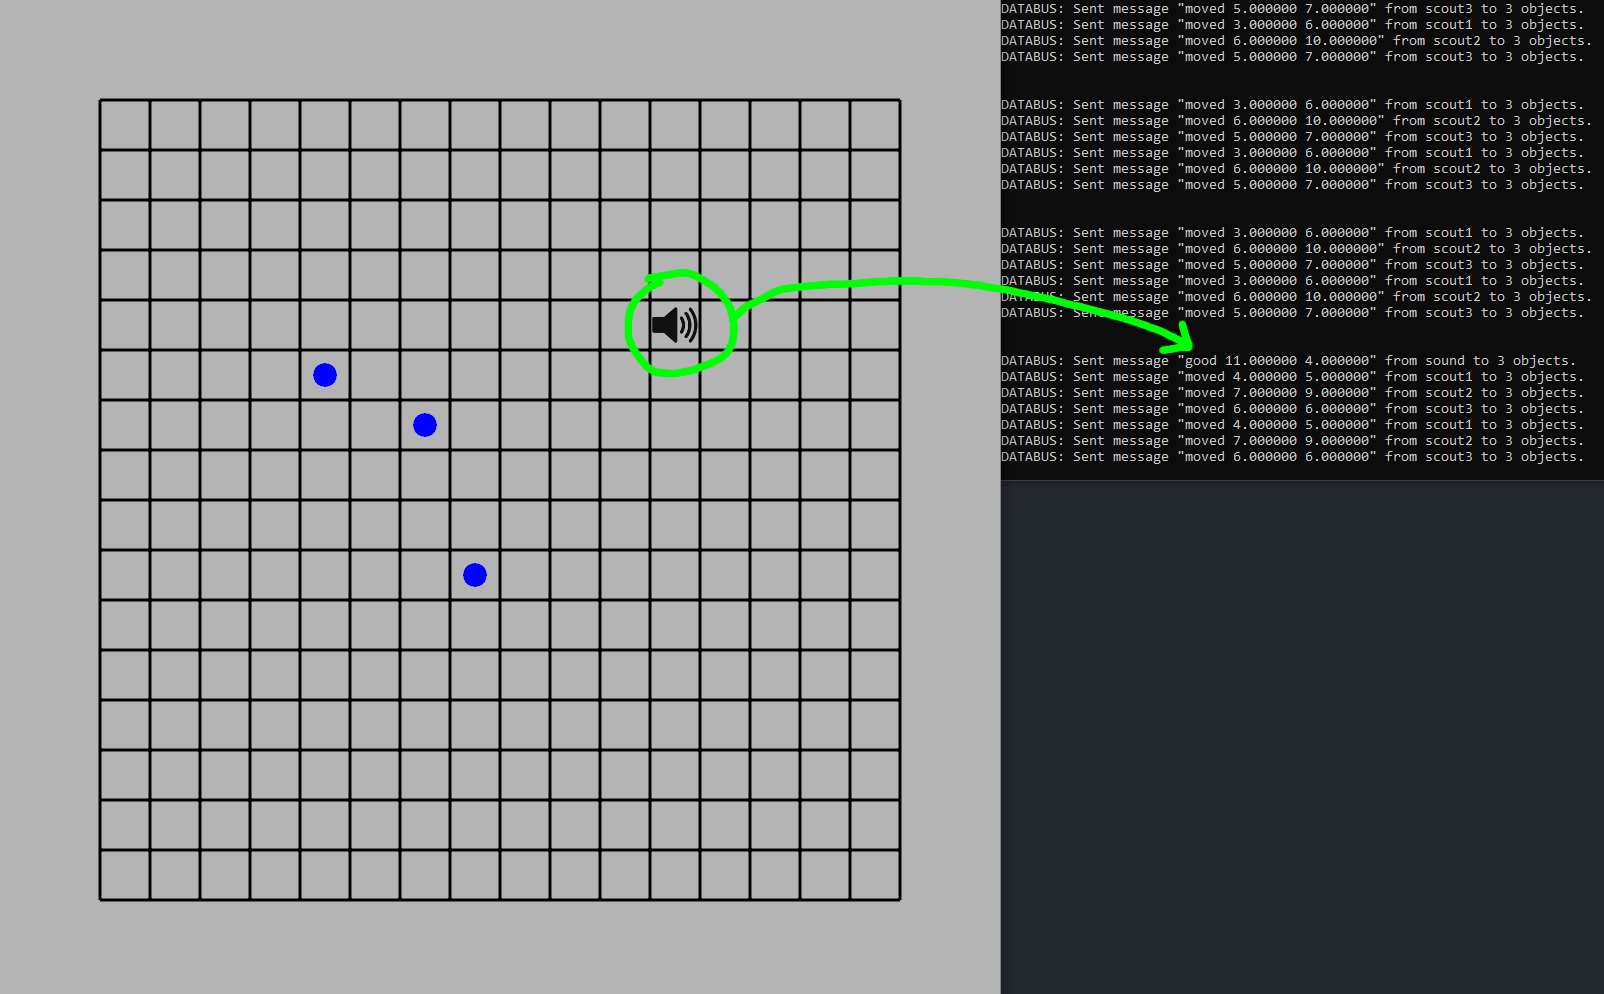 DATABUS: Sent message "moved 5.000000 7.000000" from scout3 to 3 objects.
DATABUS: Sent message "moved 3.000000 6.000000" from scout1 to 3 objects.
DATABUS: Sent message "moved 6.000000 10.000000" from scout2 to 3 objects.
DATABUS: Sent message "moved 5.000000 7.000000" from scout3 to 3 objects.
DATABUS: Sent message "moved 3.000000 6.000000" from scout1 to 3 objects.
DATABUS: Sent message "moved 6.000000 10.000000" from scout2 to 3 objects.
DATABUS: Sent message "moved 5.000000 7.000000" from scout3 to 3 objects.
DATABUS: Sent message "moved 3.000000 6.000000" from scout1 to 3 objects.
DATABUS: Sent message "moved 6.000000 10.000000" from scout2 to 3 objects.
DATABUS: Sent message "moved 5.000000 7.000000" from scout3 to 3 objects.
DATABUS: Sent message "moved 3.000000 6.000000" from scout1 to 3 objects.
DATABUS: Sent message "moved 6.000000 10.000000" from scout2 to 3 objects.
DATABUS: Sent message "moved 5.000000 7.000000" from scout3 to 3 objects.
DATABUS: Sent message "moved 3.000000 6.000000" from scout1 to 3 objects.
DATABUS: Sent message "moved 6.000000 10.000000" from scout2 to 3 objects.
DATABUS: Sent message "moved 5.000000 7.000000" from scout3 to 3 objects.
DATABUS: Sent message "good 11.000000 4.000000" from sound to 3 objects.
DATABUS: Sent message "moved 4.000000 5.000000" from scout1 to 3 objects.
DATABUS: Sent message "moved 7.000000 9.000000" from scout2 to 3 objects.
DATABUS: Sent message "moved 6.000000 6.000000" from scout3 to 3 objects.
DATABUS: Sent message "moved 4.000000 5.000000" from scout1 to 3 objects.
DATABUS: Sent message "moved 7.000000 9.000000" from scout2 to 3 objects.
DATABUS: Sent message "moved 6.000000 6.000000" from scout3 to 3 objects.